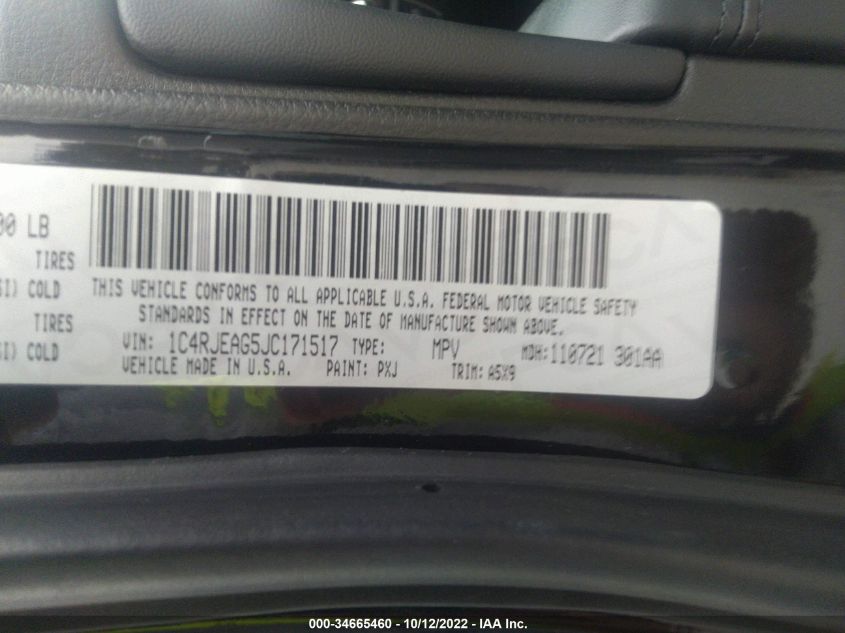 00 LB
TIRES
SI) COLD
TIRES
SI) COLD
THIS VEHICLE CONFORMS TO ALL APPLICABLE U.S.A. FEDERAL MOTOR VEHICLE SAFETY
STANDARDS IN EFFECT ON THE DATE OF MANUFACTURE SHOWN ABOVE.
VIN: 1C4RJEAG5JC171517 TYPE: MPV MDH:110721 301AA
VEHICLE MADE IN U.S.A. PAINT: PXJ TRIM: A5X9
000-34665460 - 10/12/2022 - IAA Inc.